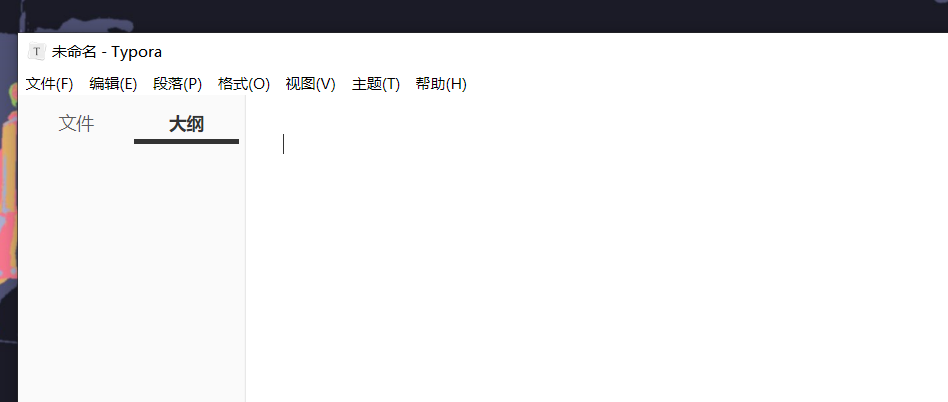 T 未命名 - Typora
文件(F) 编辑(E) 段落(P) 格式(O) 视图(V) 主题(T) 帮助(H)
文件 大纲